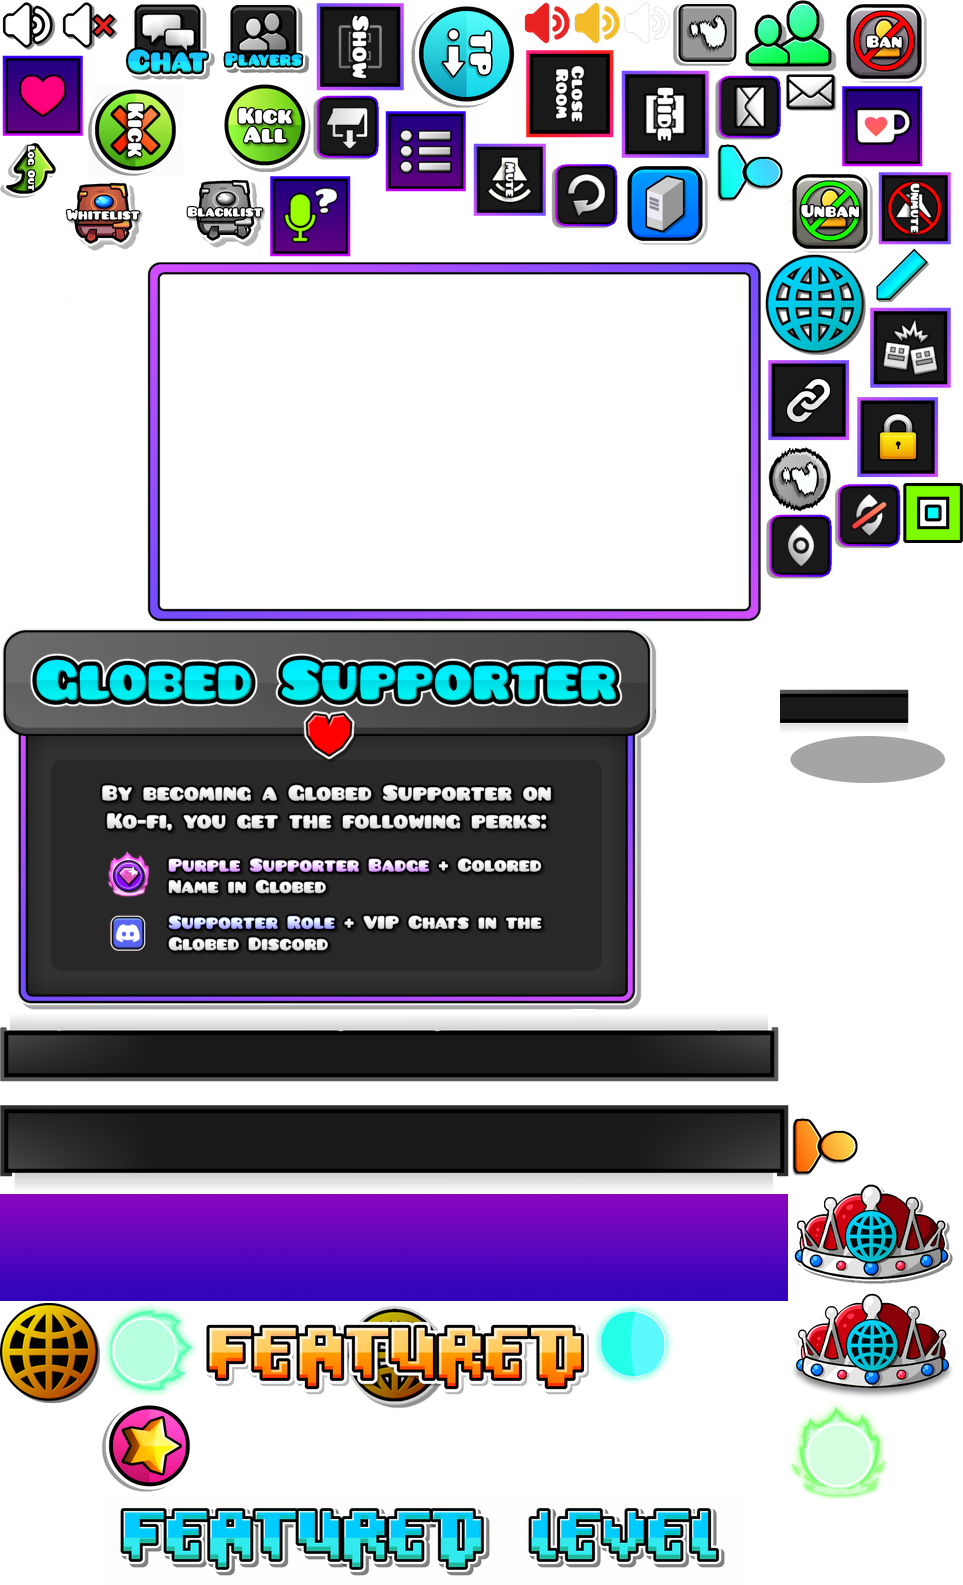 CHAT
PLAYERS
SHOW
TP
CLOSE
ROOM
BAN
KICK
KICK
ALL
HIDE
LOG OUT
MUTE
WHITELIST
BLACKLIST
UNBAN
UNMUTE
?
GLOBED SUPPORTER
BY BECOMING A GLOBED SUPPORTER ON
KO-FI, YOU GET THE FOLLOWING PERKS:
PURPLE SUPPORTER BADGE + COLORED
NAME IN GLOBED
SUPPORTER ROLE + VIP CHATS IN THE
GLOBED DISCORD
FEATURED
FEATURED LEVEL